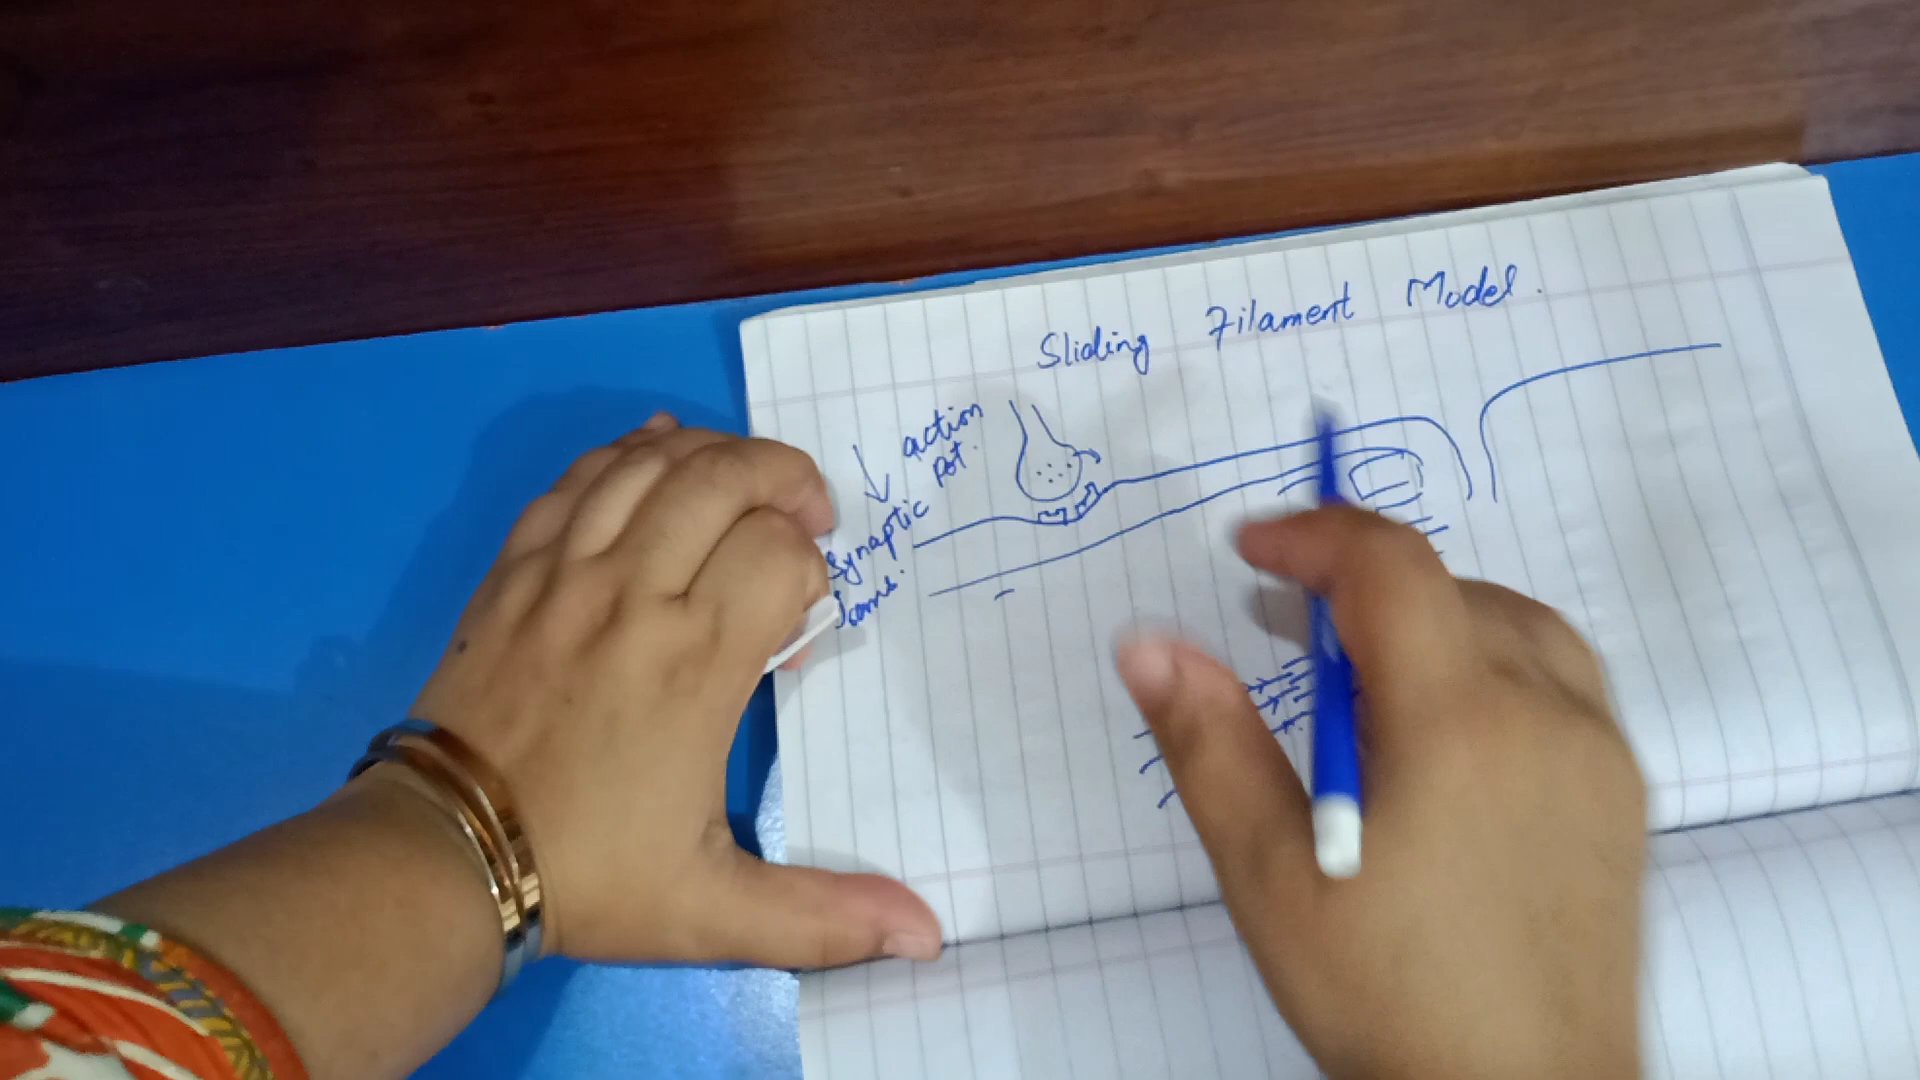 Sliding Filament Model.
action
Pot.
Synaptic